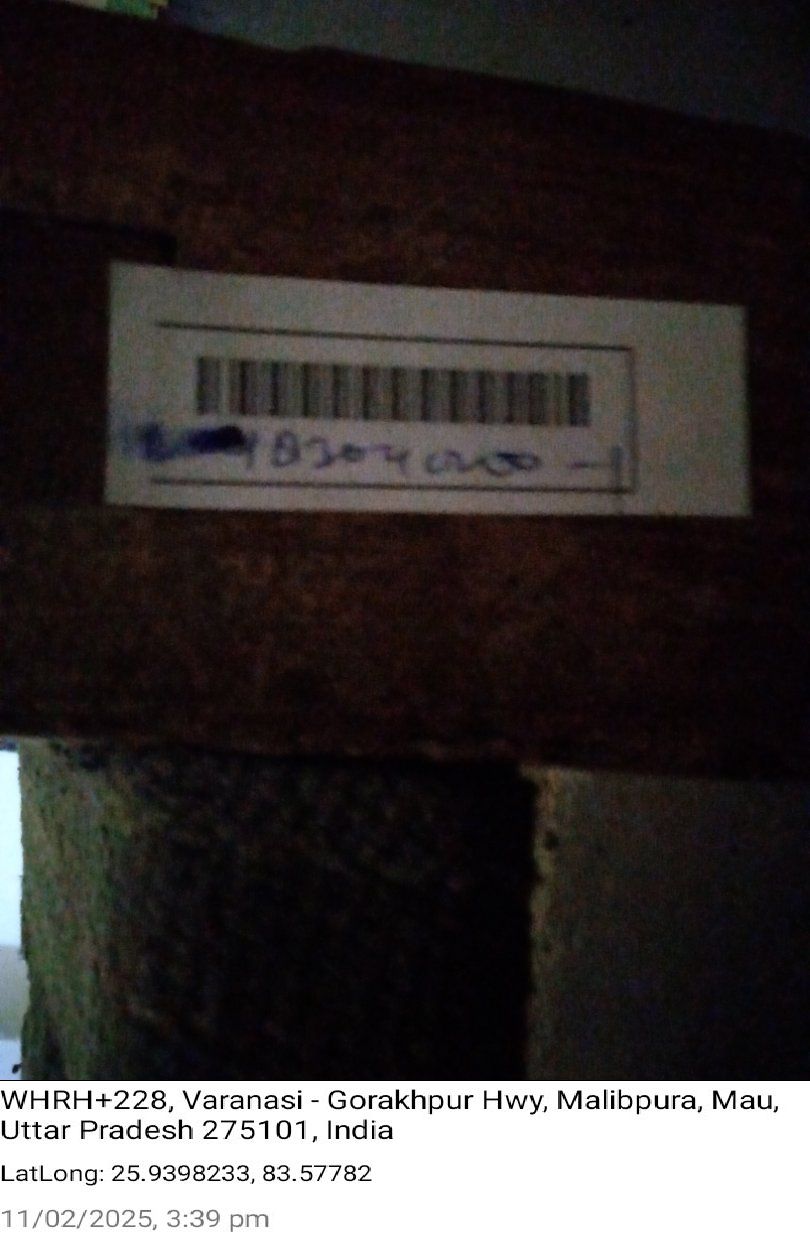 WHRH+228, Varanasi - Gorakhpur Hwy, Malibpura, Mau,
Uttar Pradesh 275101, India
LatLong: 25.9398233, 83.57782
11/02/2025, 3:39 pm